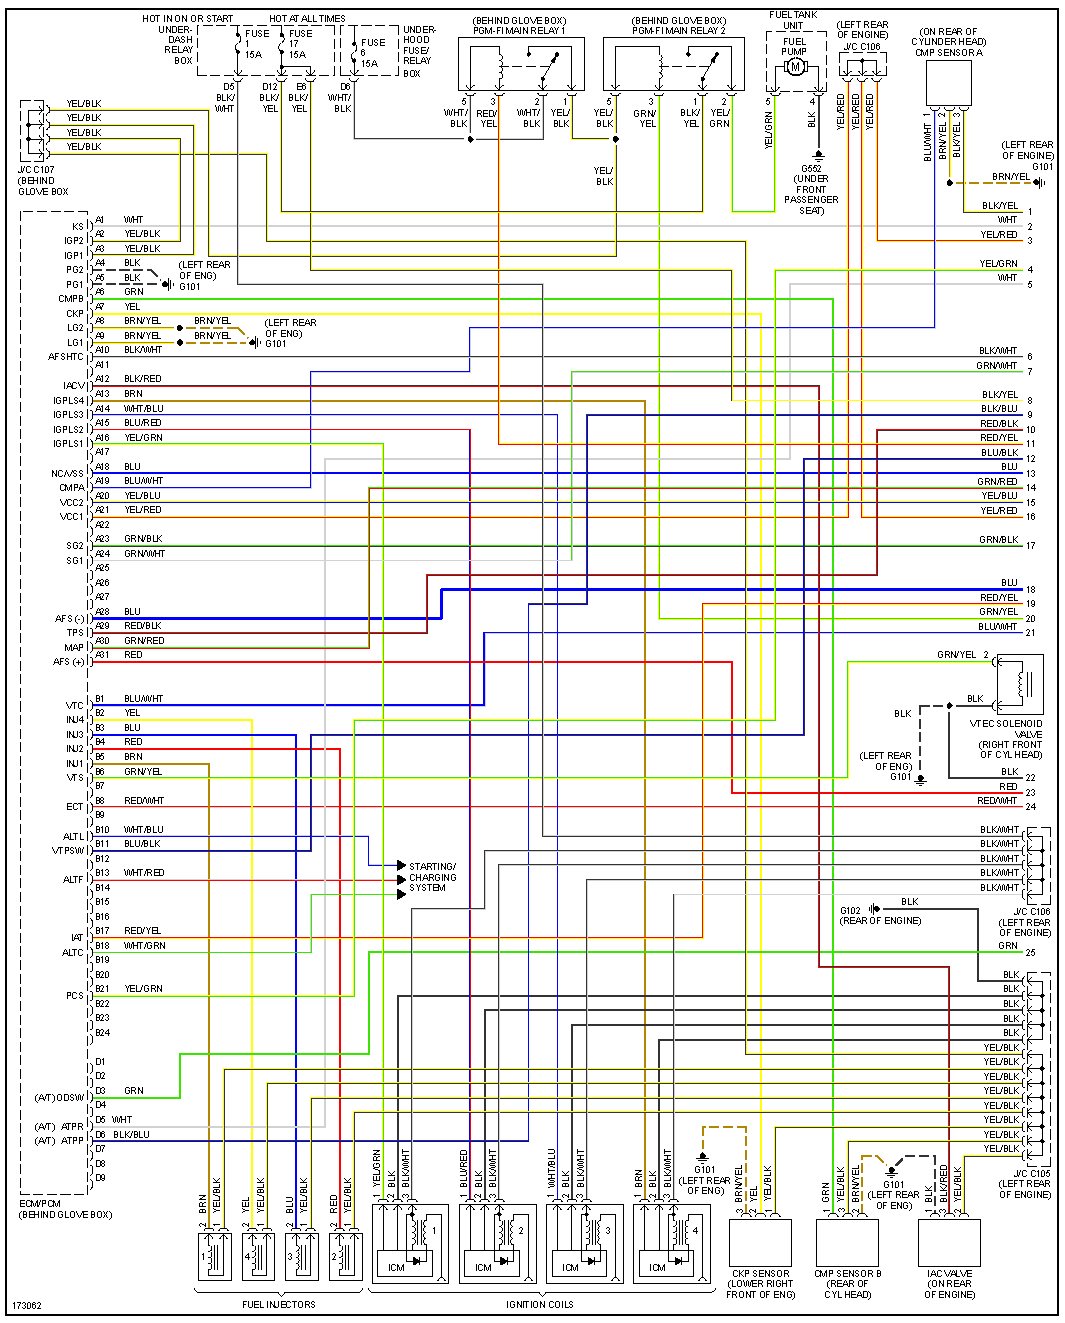 HOT IN ON OR START
HOT AT ALL TIMES
UNDER-
DASH
RELAY
BOX
FUSE
1
15A
FUSE
17
15A
FUSE
6
15A
UNDER-
HOOD
FUSE/
RELAY
BOX
D5
D12
E6
D6
BLK/
WHT
BLK/
YEL
BLK/
YEL
WHT/
BLK
(BEHIND GLOVE BOX)
PGM-FI MAIN RELAY 1
5
3
2
1
WHT/
BLK
RED/
YEL
WHT/
BLK
YEL/
BLK
(BEHIND GLOVE BOX)
PGM-FI MAIN RELAY 2
5
3
1
2
YEL/
BLK
GRN/
YEL
BLK/
YEL
YEL/
GRN
YEL/
BLK
FUEL TANK
UNIT
FUEL
PUMP
M
5
4
YEL/GRN
BLK
G552
(UNDER
FRONT
PASSENGER
SEAT)
(LEFT REAR
OF ENGINE)
J/C C106
YEL/RED
YEL/RED
YEL/RED
(ON REAR OF
CYLINDER HEAD)
CMP SENSOR A
1
2
3
BLU/WHT
BRN/YEL
BLK/YEL
(LEFT REAR
OF ENGINE)
G101
BRN/YEL
YEL/BLK
YEL/BLK
YEL/BLK
YEL/BLK
J/C C107
(BEHIND
GLOVE BOX
KS A1 WHT
IGP2 A2 YEL/BLK
IGP1 A3 YEL/BLK
PG2 A4 BLK
PG1 A5 BLK
(LEFT REAR
OF ENG)
G101
CMPB A6 GRN
CKP A7 YEL
LG2 A8 BRN/YEL BRN/YEL
LG1 A9 BRN/YEL BRN/YEL
(LEFT REAR
OF ENG)
G101
AFSHTC A10 BLK/WHT
A11
IACV A12 BLK/RED
IGPLS4 A13 BRN
IGPLS3 A14 WHT/BLU
IGPLS2 A15 BLU/RED
IGPLS1 A16 YEL/GRN
A17
NC/VSS A18 BLU
CMPA A19 BLU/WHT
VCC2 A20 YEL/BLU
VCC1 A21 YEL/RED
A22
SG2 A23 GRN/BLK
SG1 A24 GRN/WHT
A25
A26
A27
AFS (-) A28 BLU
TPS A29 RED/BLK
MAP A30 GRN/RED
AFS (+) A31 RED
VTC B1 BLU/WHT
INJ4 B2 YEL
INJ3 B3 BLU
INJ2 B4 RED
INJ1 B5 BRN
VTS B6 GRN/YEL
B7
ECT B8 RED/WHT
B9
ALTL B10 WHT/BLU
VTPSW B11 BLU/BLK
B12
ALTF B13 WHT/RED
B14
B15
B16
IAT B17 RED/YEL
ALTC B18 WHT/GRN
B19
B20
PCS B21 YEL/GRN
B22
B23
B24
D1
D2
(A/T) ODSW D3 GRN
D4
(A/T) ATPR D5 WHT
(A/T) ATPP D6 BLK/BLU
D7
D8
D9
ECM/PCM
(BEHIND GLOVE BOX)
STARTING/
CHARGING
SYSTEM
BLK/YEL 1
WHT 2
YEL/RED 3
YEL/GRN 4
WHT 5
BLK/WHT 6
GRN/WHT 7
BLK/YEL 8
BLK/BLU 9
RED/BLK 10
RED/YEL 11
BLU/BLK 12
BLU 13
GRN/RED 14
YEL/BLU 15
YEL/RED 16
GRN/BLK 17
BLU 18
RED/YEL 19
GRN/YEL 20
BLU/WHT 21
GRN/YEL 2
BLK 1
BLK
VTEC SOLENOID
VALVE
(RIGHT FRONT
OF CYL HEAD)
(LEFT REAR
OF ENG)
G101
BLK 22
RED 23
RED/WHT 24
BLK/WHT
BLK/WHT
BLK/WHT
BLK/WHT
BLK/WHT
J/C C106
(LEFT REAR
OF ENGINE)
BLK
G102
(REAR OF ENGINE)
GRN 25
BLK
BLK
BLK
BLK
BLK
YEL/BLK
YEL/BLK
YEL/BLK
YEL/BLK
YEL/BLK
YEL/BLK
YEL/BLK
YEL/BLK
J/C C105
(LEFT REAR
OF ENGINE)
2 BRN
1 YEL/BLK
2 YEL
1 YEL/BLK
2 BLU
1 YEL/BLK
2 RED
1 YEL/BLK
1
4
3
2
FUEL INJECTORS
1 YEL/GRN
2 BLK
3 BLK/WHT
1 BLU/RED
2 BLK
3 BLK/WHT
1 WHT/BLU
2 BLK
3 BLK/WHT
1 BRN
2 BLK
3 BLK/WHT
1
2
3
4
ICM
ICM
ICM
ICM
IGNITION COILS
G101
(LEFT REAR
OF ENG)
3 BRN/YEL
2 YEL
1 YEL/BLK
CKP SENSOR
(LOWER RIGHT
FRONT OF ENG)
1 GRN
3 YEL/BLK
2 BRN/YEL
CMP SENSOR B
(REAR OF
CYL HEAD)
G101
(LEFT REAR
OF ENG)
1 BLK
3 BLK/RED
2 YEL/BLK
IAC VALVE
(ON REAR
OF ENGINE)
173062